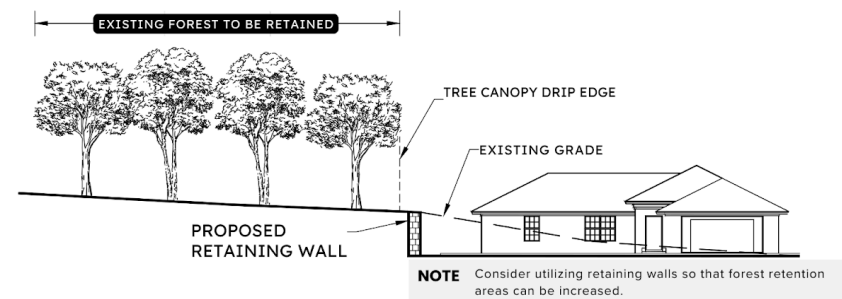 EXISTING FOREST TO BE RETAINED
TREE CANOPY DRIP EDGE
EXISTING GRADE
PROPOSED
RETAINING WALL
NOTE Consider utilizing retaining walls so that forest retention
areas can be increased.